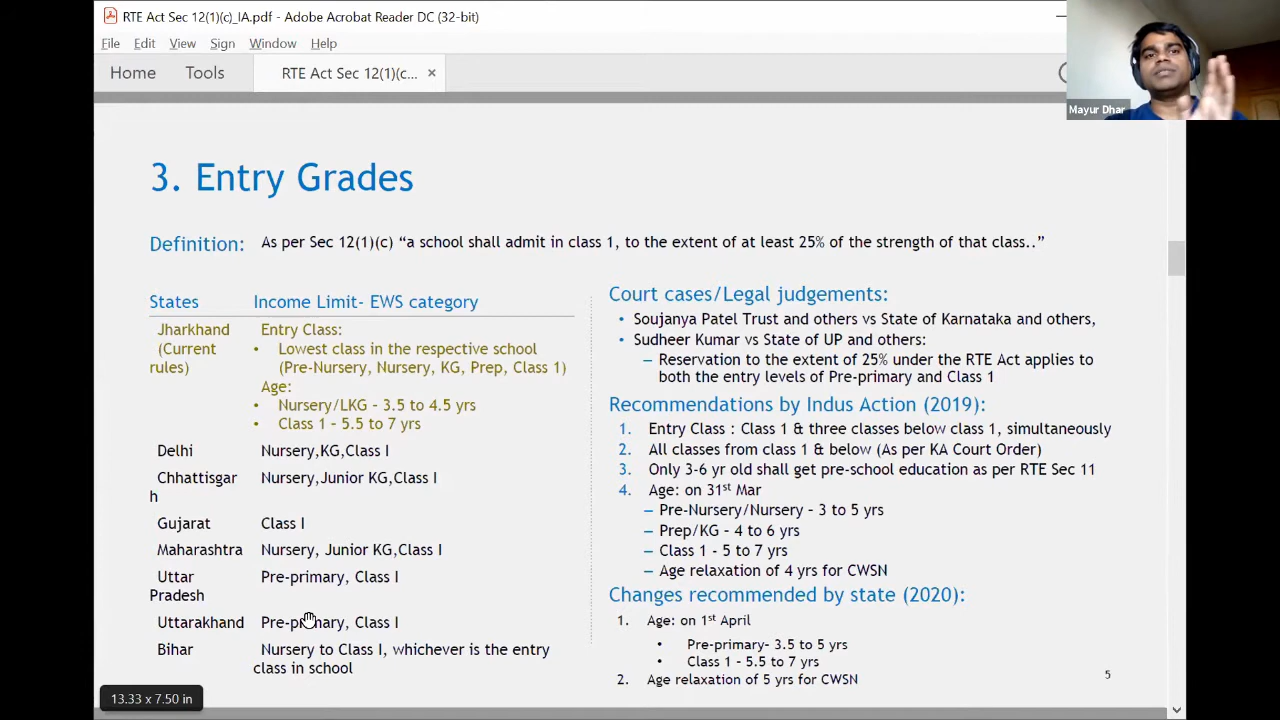 RTE Act Sec 12(1)(c)_IA.pdf - Adobe Acrobat Reader DC (32-bit)
File Edit View Sign Window Help
Home Tools RTE Act Sec 12(1)(c... ×
Mayur Dhar
3. Entry Grades
Definition: As per Sec 12(1)(c) “a school shall admit in class 1, to the extent of at least 25% of the strength of that class..”
States Income Limit- EWS category
Jharkhand Entry Class:
(Current • Lowest class in the respective school
rules) (Pre-Nursery, Nursery, KG, Prep, Class 1)
Age:
• Nursery/LKG – 3.5 to 4.5 yrs
• Class 1 – 5.5 to 7 yrs
Delhi Nursery,KG,Class I
Chhattisgar Nursery,Junior KG,Class I
h
Gujarat Class I
Maharashtra Nursery, Junior KG,Class I
Uttar Pre-primary, Class I
Pradesh
Uttarakhand Pre-primary, Class I
Bihar Nursery to Class I, whichever is the entry
class in school
Court cases/Legal judgements:
• Soujanya Patel Trust and others vs State of Karnataka and others,
• Sudheer Kumar vs State of UP and others:
– Reservation to the extent of 25% under the RTE Act applies to
both the entry levels of Pre-primary and Class 1
Recommendations by Indus Action (2019):
1. Entry Class : Class 1 & three classes below class 1, simultaneously
2. All classes from class 1 & below (As per KA Court Order)
3. Only 3-6 yr old shall get pre-school education as per RTE Sec 11
4. Age: on 31st Mar
– Pre-Nursery/Nursery – 3 to 5 yrs
– Prep/KG – 4 to 6 yrs
– Class 1 - 5 to 7 yrs
– Age relaxation of 4 yrs for CWSN
Changes recommended by state (2020):
1. Age: on 1st April
• Pre-primary- 3.5 to 5 yrs
• Class 1 – 5.5 to 7 yrs
2. Age relaxation of 5 yrs for CWSN
5
13.33 x 7.50 in